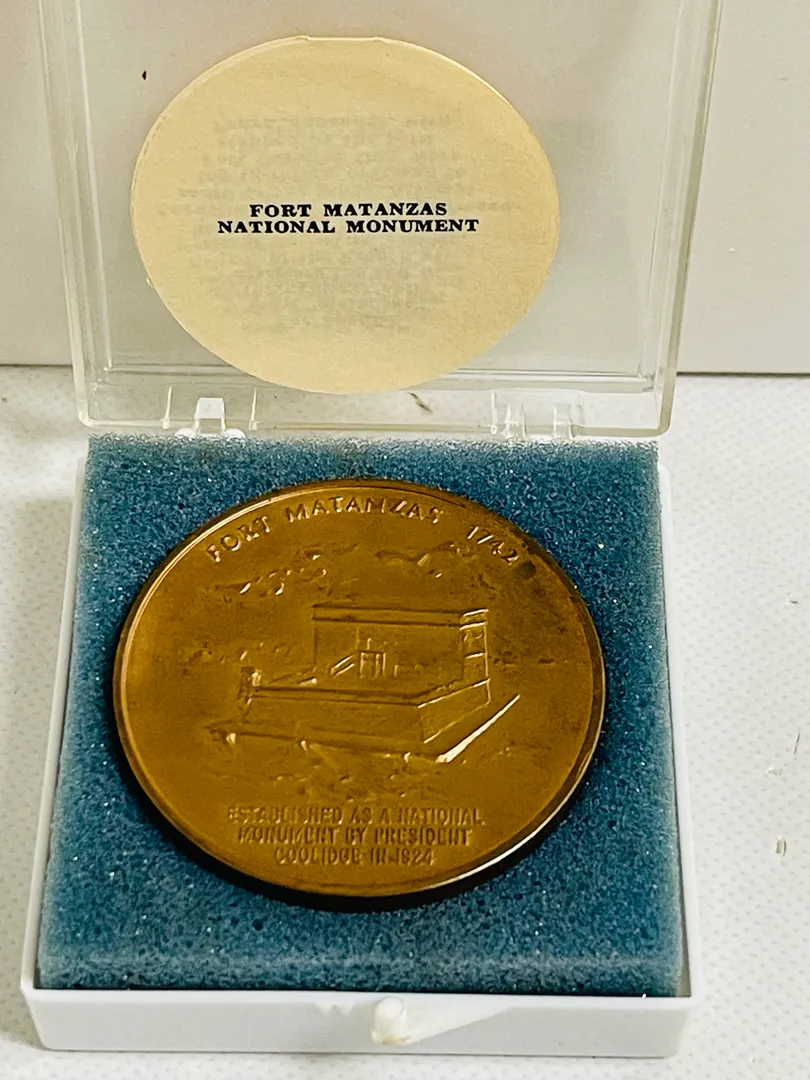 FORT MATANZAS
NATIONAL MONUMENT
FORT MATANZAS 1742
ESTABLISHED AS A NATIONAL
MONUMENT BY PRESIDENT
COOLIDGE IN 1924